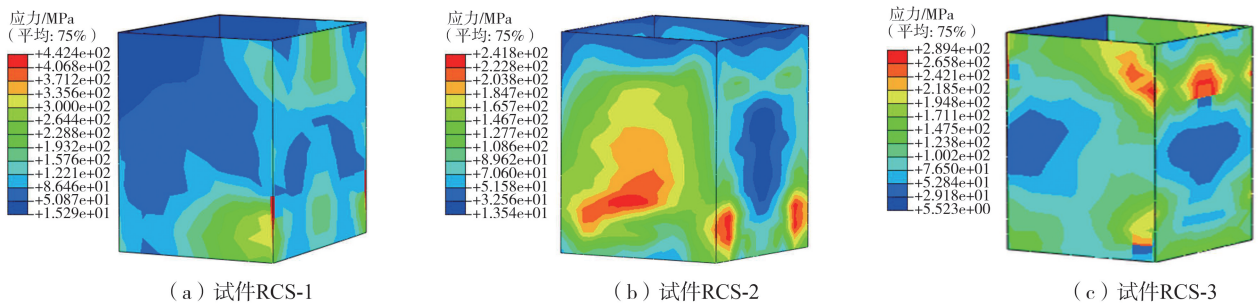 应力/MPa
（平均: 75%）
+4.424e+02
+4.068e+02
+3.712e+02
+3.356e+02
+3.000e+02
+2.644e+02
+2.288e+02
+1.932e+02
+1.576e+02
+1.221e+02
+8.646e+01
+5.087e+01
+1.529e+01
（a）试件RCS-1
应力/MPa
（平均: 75%）
+2.418e+02
+2.228e+02
+2.038e+02
+1.847e+02
+1.657e+02
+1.467e+02
+1.277e+02
+1.086e+02
+8.962e+01
+7.060e+01
+5.158e+01
+3.256e+01
+1.354e+01
（b）试件RCS-2
应力/MPa
（平均: 75%）
+2.894e+02
+2.658e+02
+2.421e+02
+2.185e+02
+1.948e+02
+1.711e+02
+1.475e+02
+1.238e+02
+1.002e+02
+7.650e+01
+5.284e+01
+2.918e+01
+5.523e+00
（c）试件RCS-3